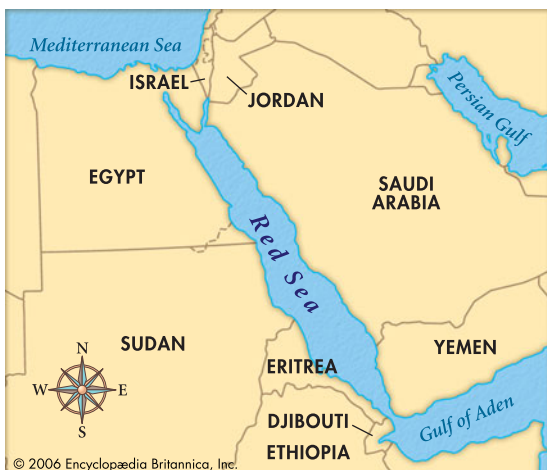 Mediterranean Sea
ISRAEL
JORDAN
Persian Gulf
EGYPT
SAUDI
ARABIA
Red Sea
SUDAN
N
W
E
S
ERITREA
YEMEN
DJIBOUTI
Gulf of Aden
ETHIOPIA
© 2006 Encyclopædia Britannica, Inc.